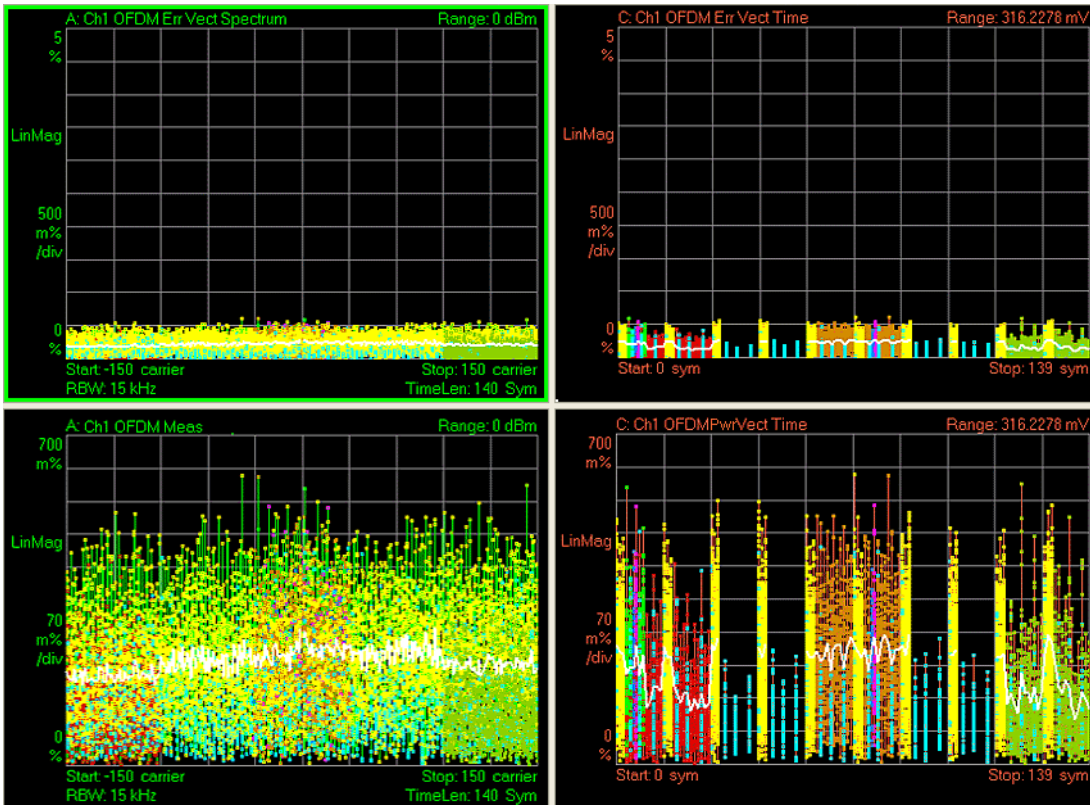 A: Ch1 OFDM Err Vect Spectrum Range: 0 dBm
5
%
LinMag
500
m%
/div
0
%
Start: -150 carrier Stop: 150 carrier
RBW: 15 kHz TimeLen: 140 Sym
C: Ch1 OFDM Err Vect Time Range: 316.2278 mV
5
%
LinMag
500
m%
/div
0
%
Start: 0 sym Stop: 139 sym
A: Ch1 OFDM Meas Range: 0 dBm
700
m%
LinMag
70
m%
/div
0
%
Start: -150 carrier Stop: 150 carrier
RBW: 15 kHz TimeLen: 140 Sym
C: Ch1 OFDMPwrVect Time Range: 316.2278 mV
700
m%
LinMag
70
m%
/div
0
%
Start: 0 sym Stop: 139 sym